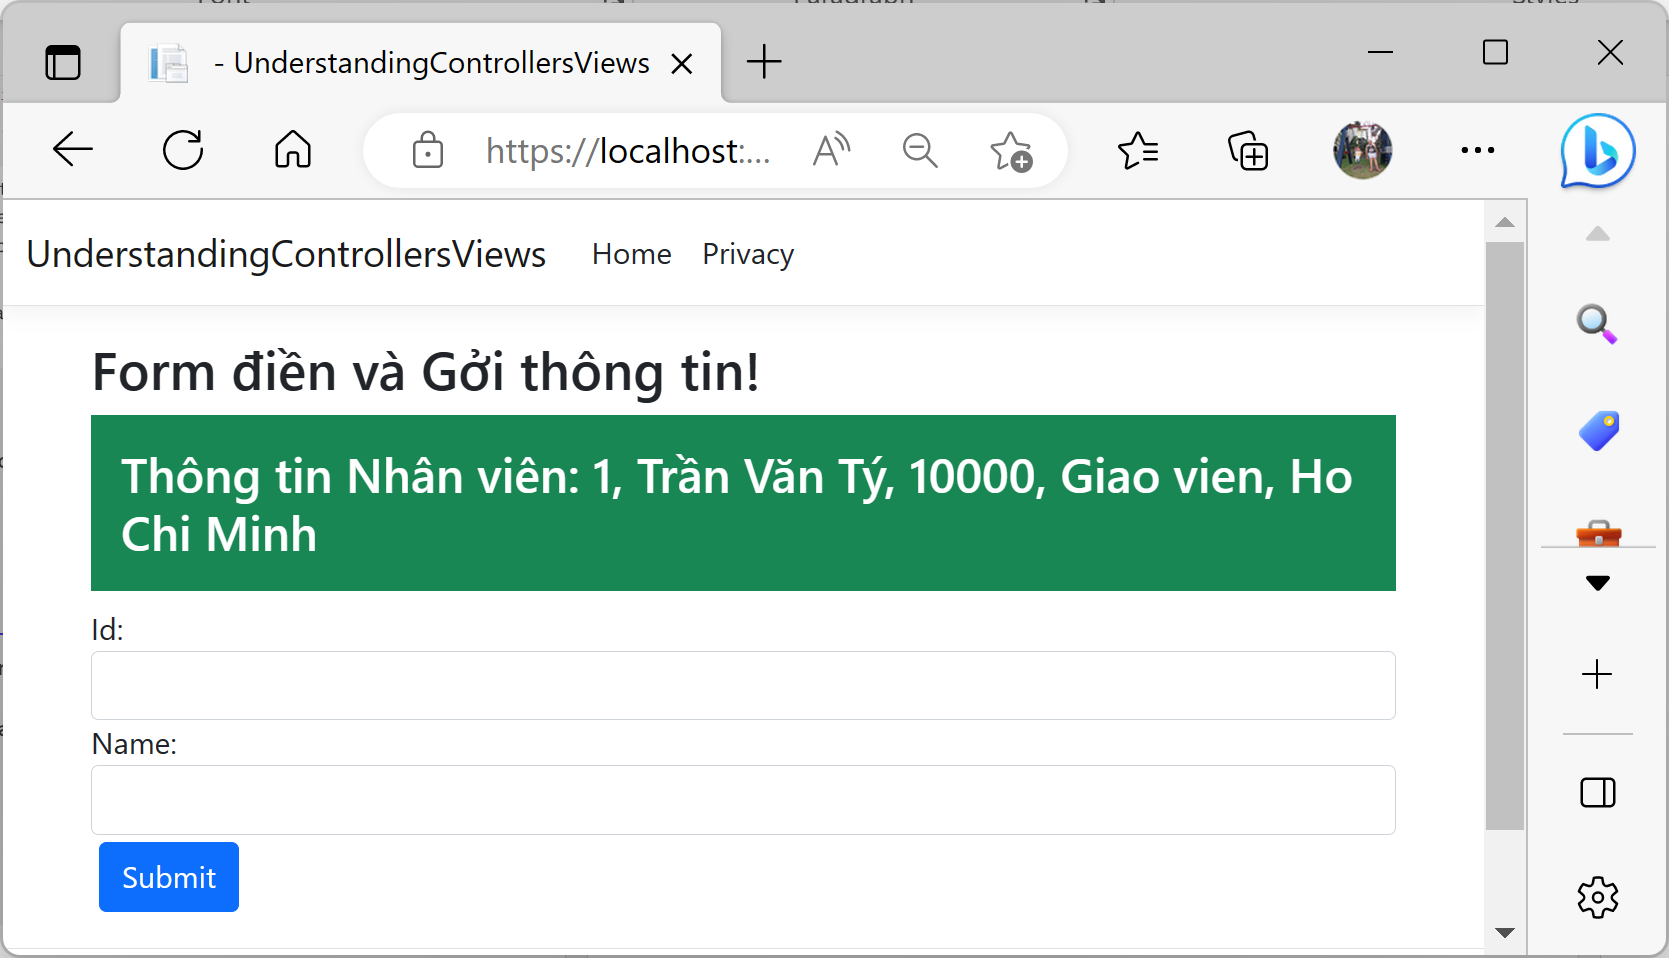 - UnderstandingControllersViews
https://localhost:...
UnderstandingControllersViews Home Privacy
Form điền và Gởi thông tin!
Thông tin Nhân viên: 1, Trần Văn Tý, 10000, Giao vien, Ho
Chi Minh
Id:
Name:
Submit